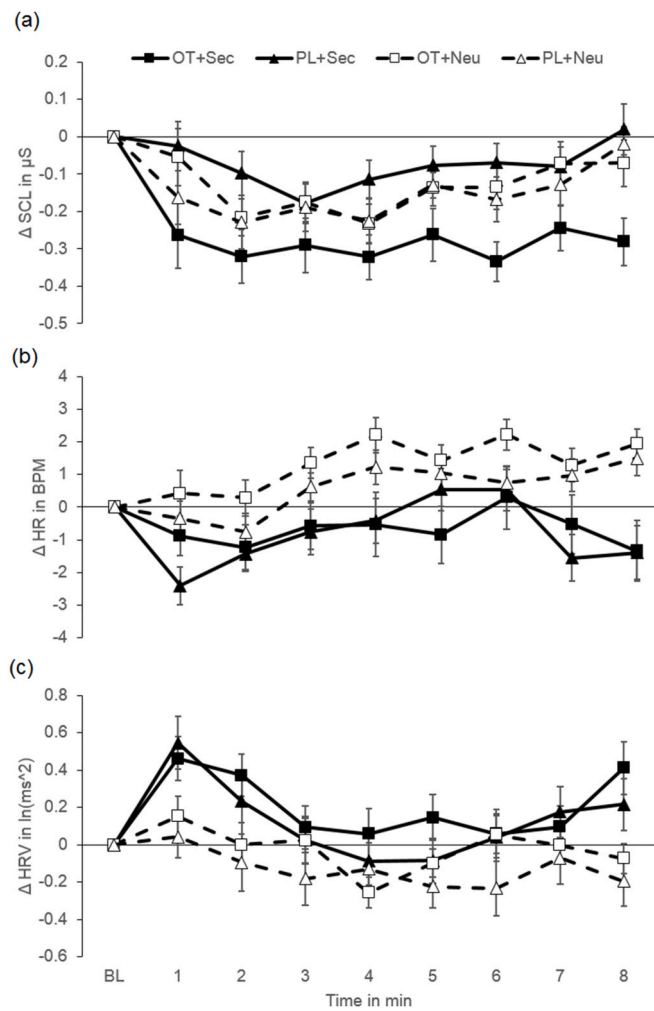 (a)
0.2
OT+Sec PL+Sec OT+Neu PL+Neu
0.1
0
-0.1
-0.2
-0.3
-0.4
-0.5
Δ SCL in µS
(b)
4
3
2
1
0
-1
-2
-3
-4
Δ HR in BPM
(c)
0.8
0.6
0.4
0.2
0
-0.2
-0.4
-0.6
Δ HRV in ln(ms^2)
BL 1 2 3 4 5 6 7 8
Time in min